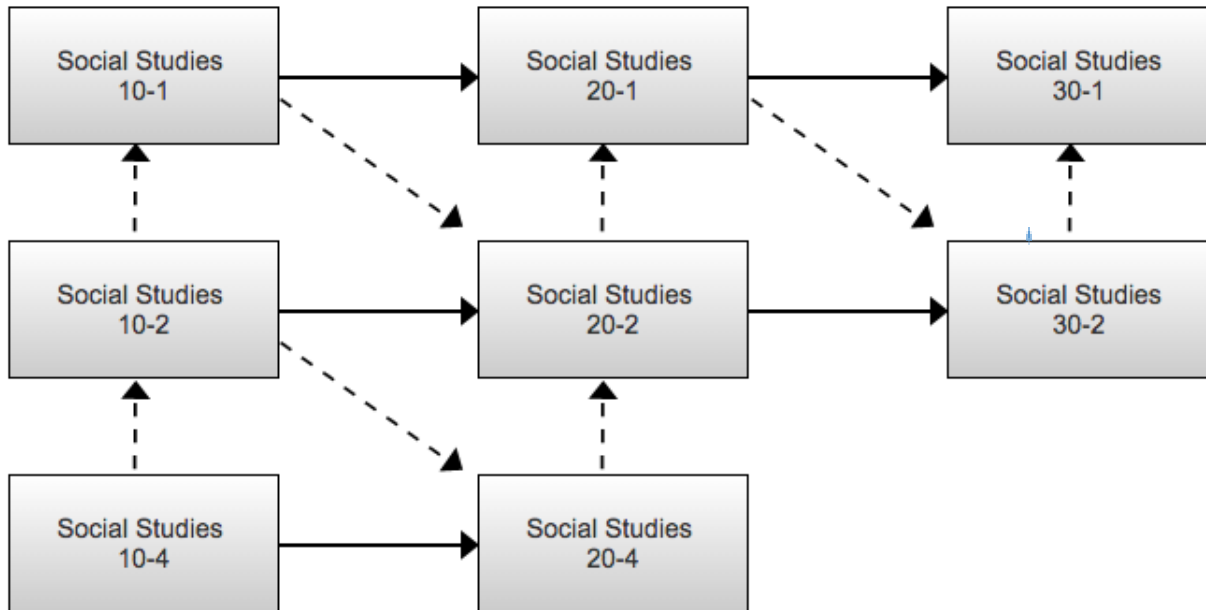 Social Studies
10-1
Social Studies
20-1
Social Studies
30-1
Social Studies
10-2
Social Studies
20-2
Social Studies
30-2
Social Studies
10-4
Social Studies
20-4